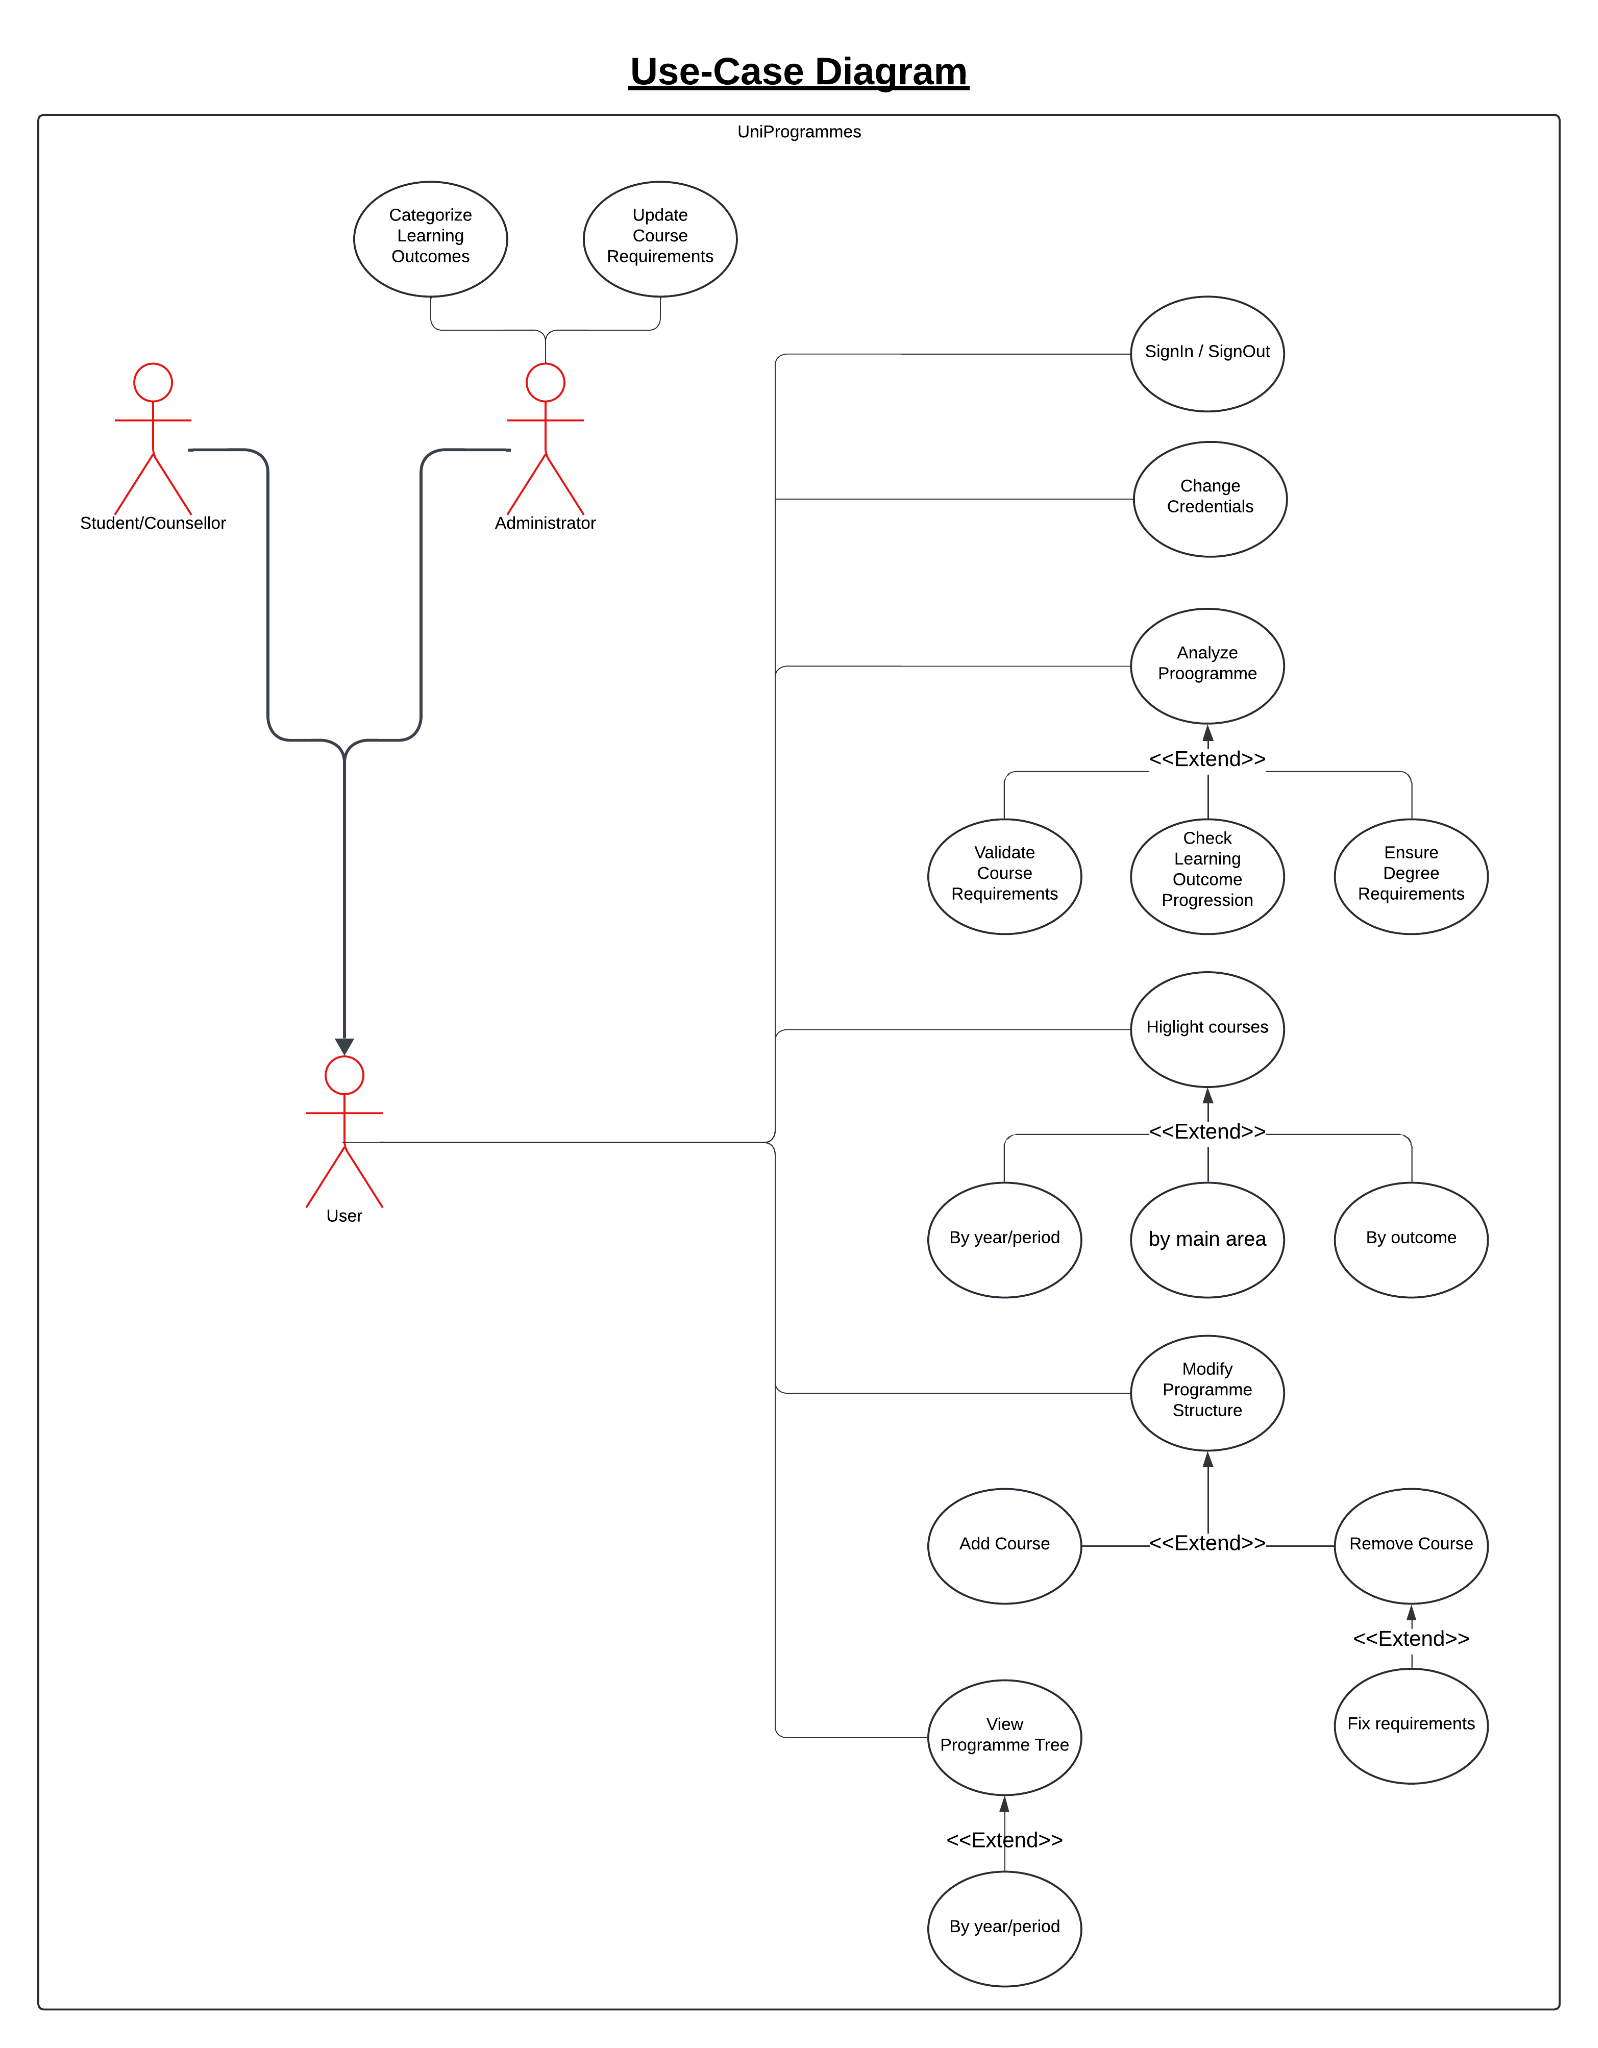 Use-Case Diagram
UniProgrammes
Categorize
Learning
Outcomes
Update
Course
Requirements
SignIn / SignOut
Student/Counsellor
Administrator
Change
Credentials
Analyze
Proogramme
<<Extend>>
Validate
Course
Requirements
Check
Learning
Outcome
Progression
Ensure
Degree
Requirements
Higlight courses
<<Extend>>
User
By year/period
by main area
By outcome
Modify
Programme
Structure
Add Course
<<Extend>>
Remove Course
<<Extend>>
Fix requirements
View
Programme Tree
<<Extend>>
By year/period